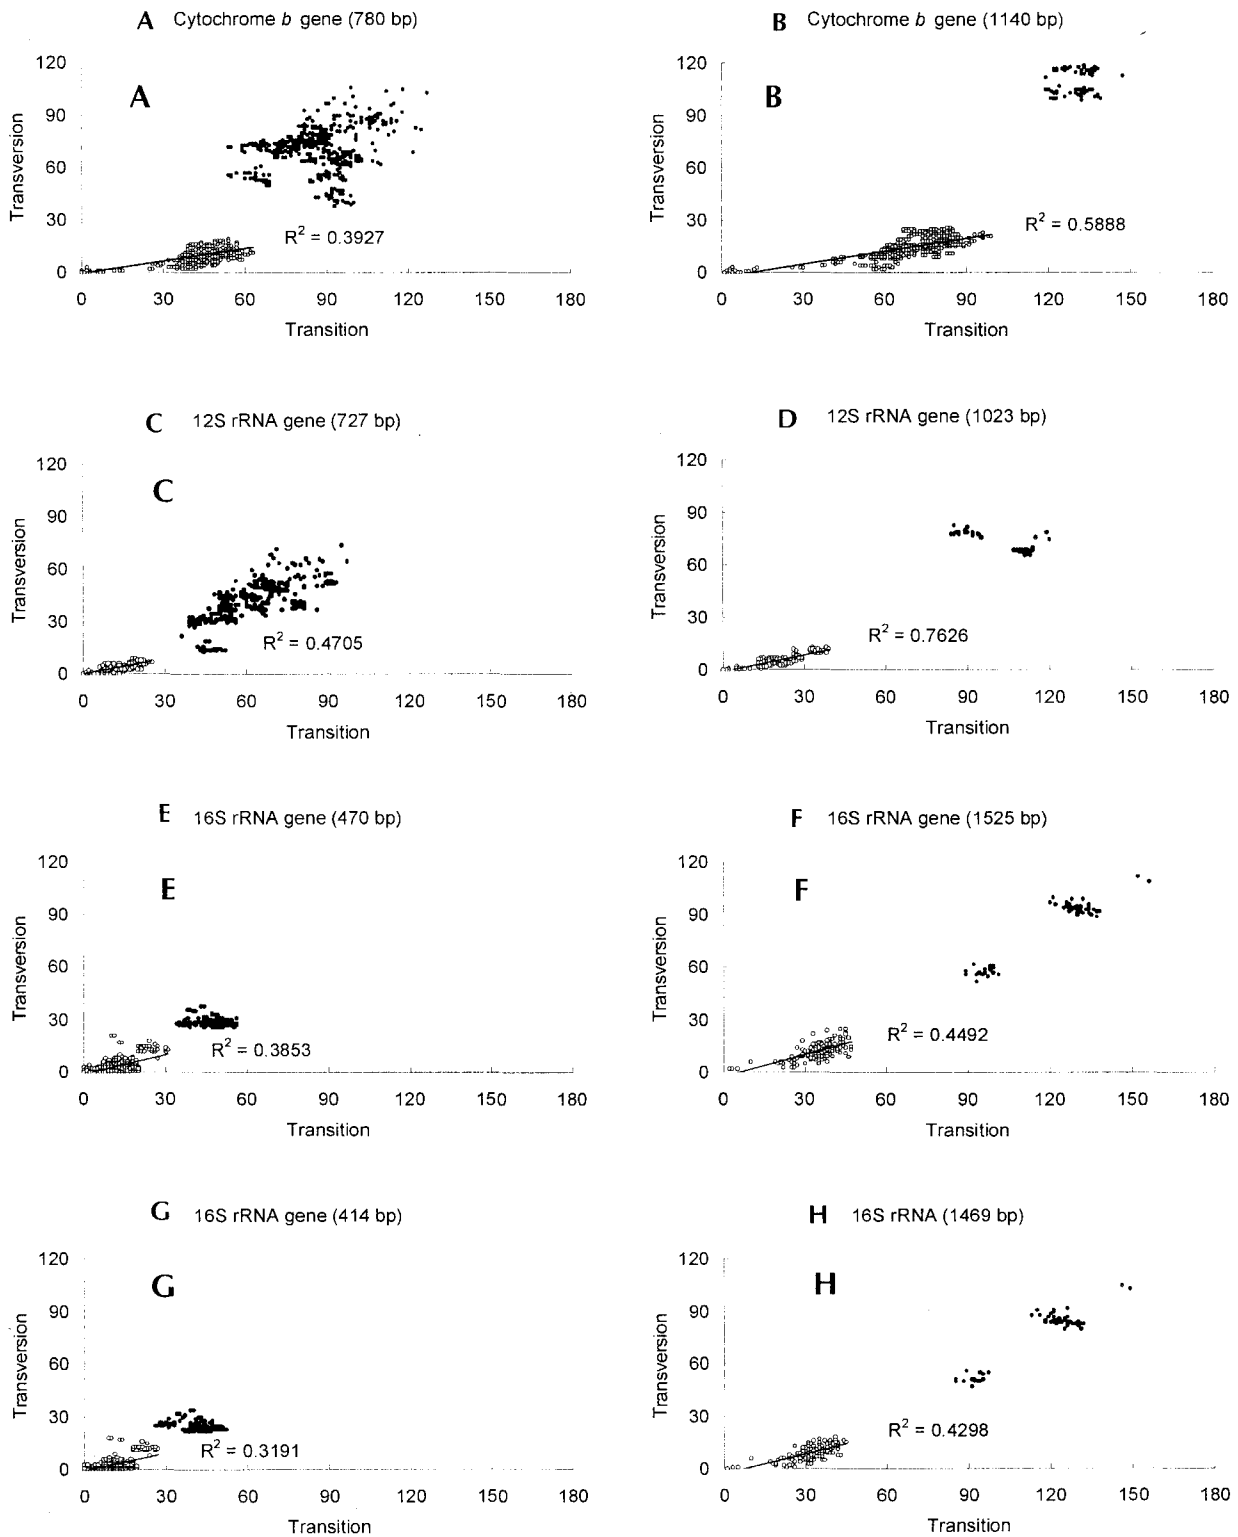 A Cytochrome b gene (780 bp)
120
90
60
30
0
A
Transversion
R² = 0.3927
0 30 60 90 120 150 180
Transition
B Cytochrome b gene (1140 bp)
120
90
60
30
0
B
Transversion
R² = 0.5888
0 30 60 90 120 150 180
Transition
C 12S rRNA gene (727 bp)
120
90
60
30
0
C
Transversion
R² = 0.4705
0 30 60 90 120 150 180
Transition
D 12S rRNA gene (1023 bp)
120
90
60
30
0
Transversion
R² = 0.7626
0 30 60 90 120 150 180
Transition
E 16S rRNA gene (470 bp)
120
90
60
30
0
E
Transversion
R² = 0.3853
0 30 60 90 120 150 180
Transition
F 16S rRNA gene (1525 bp)
120
90
60
30
0
F
Transversion
R² = 0.4492
0 30 60 90 120 150 180
Transition
G 16S rRNA gene (414 bp)
120
90
60
30
0
G
Transversion
R² = 0.3191
0 30 60 90 120 150 180
Transition
H 16S rRNA (1469 bp)
120
90
60
30
0
H
Transversion
R² = 0.4298
0 30 60 90 120 150 180
Transition